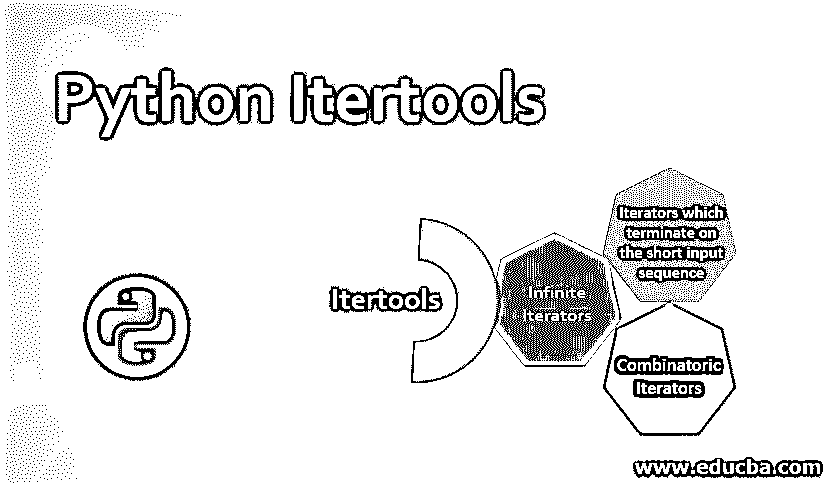 Python Itertools
Iterators which
terminate on
the short input
sequence
Itertools
Infinite
Iterators
Combinatoric
Iterators
www.educba.com